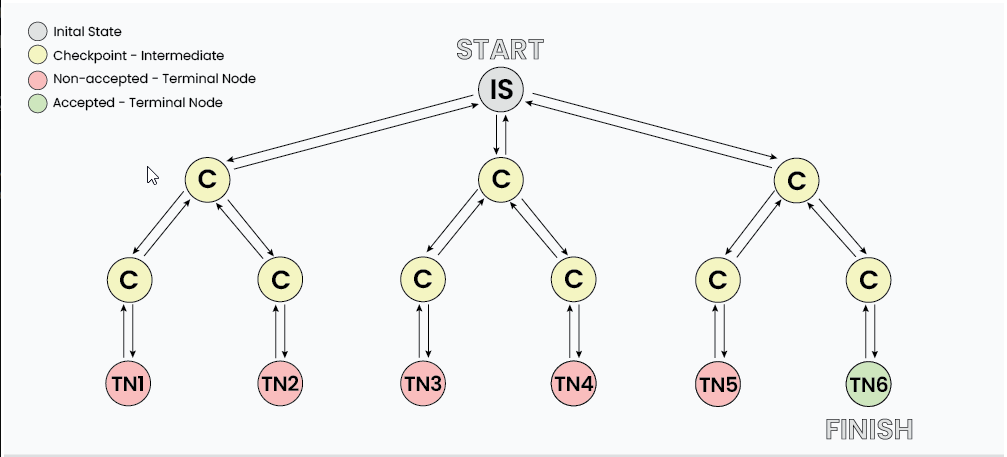 Inital State
Checkpoint - Intermediate
Non-accepted - Terminal Node
Accepted - Terminal Node
START
IS
C C C
C C C C C C
TN1 TN2 TN3 TN4 TN5 TN6
FINISH